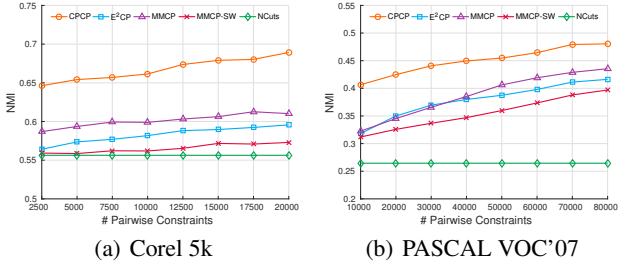 CPCP E²CP MMCP MMCP-SW NCuts
0.75
0.7
0.65
0.6
0.55
0.5
NMI
2500 5000 7500 10000 12500 15000 17500 20000
# Pairwise Constraints
(a) Corel 5k
CPCP E²CP MMCP MMCP-SW NCuts
0.55
0.5
0.45
0.4
0.35
0.3
0.25
0.2
NMI
10000 20000 30000 40000 50000 60000 70000 80000
# Pairwise Constraints
(b) PASCAL VOC'07